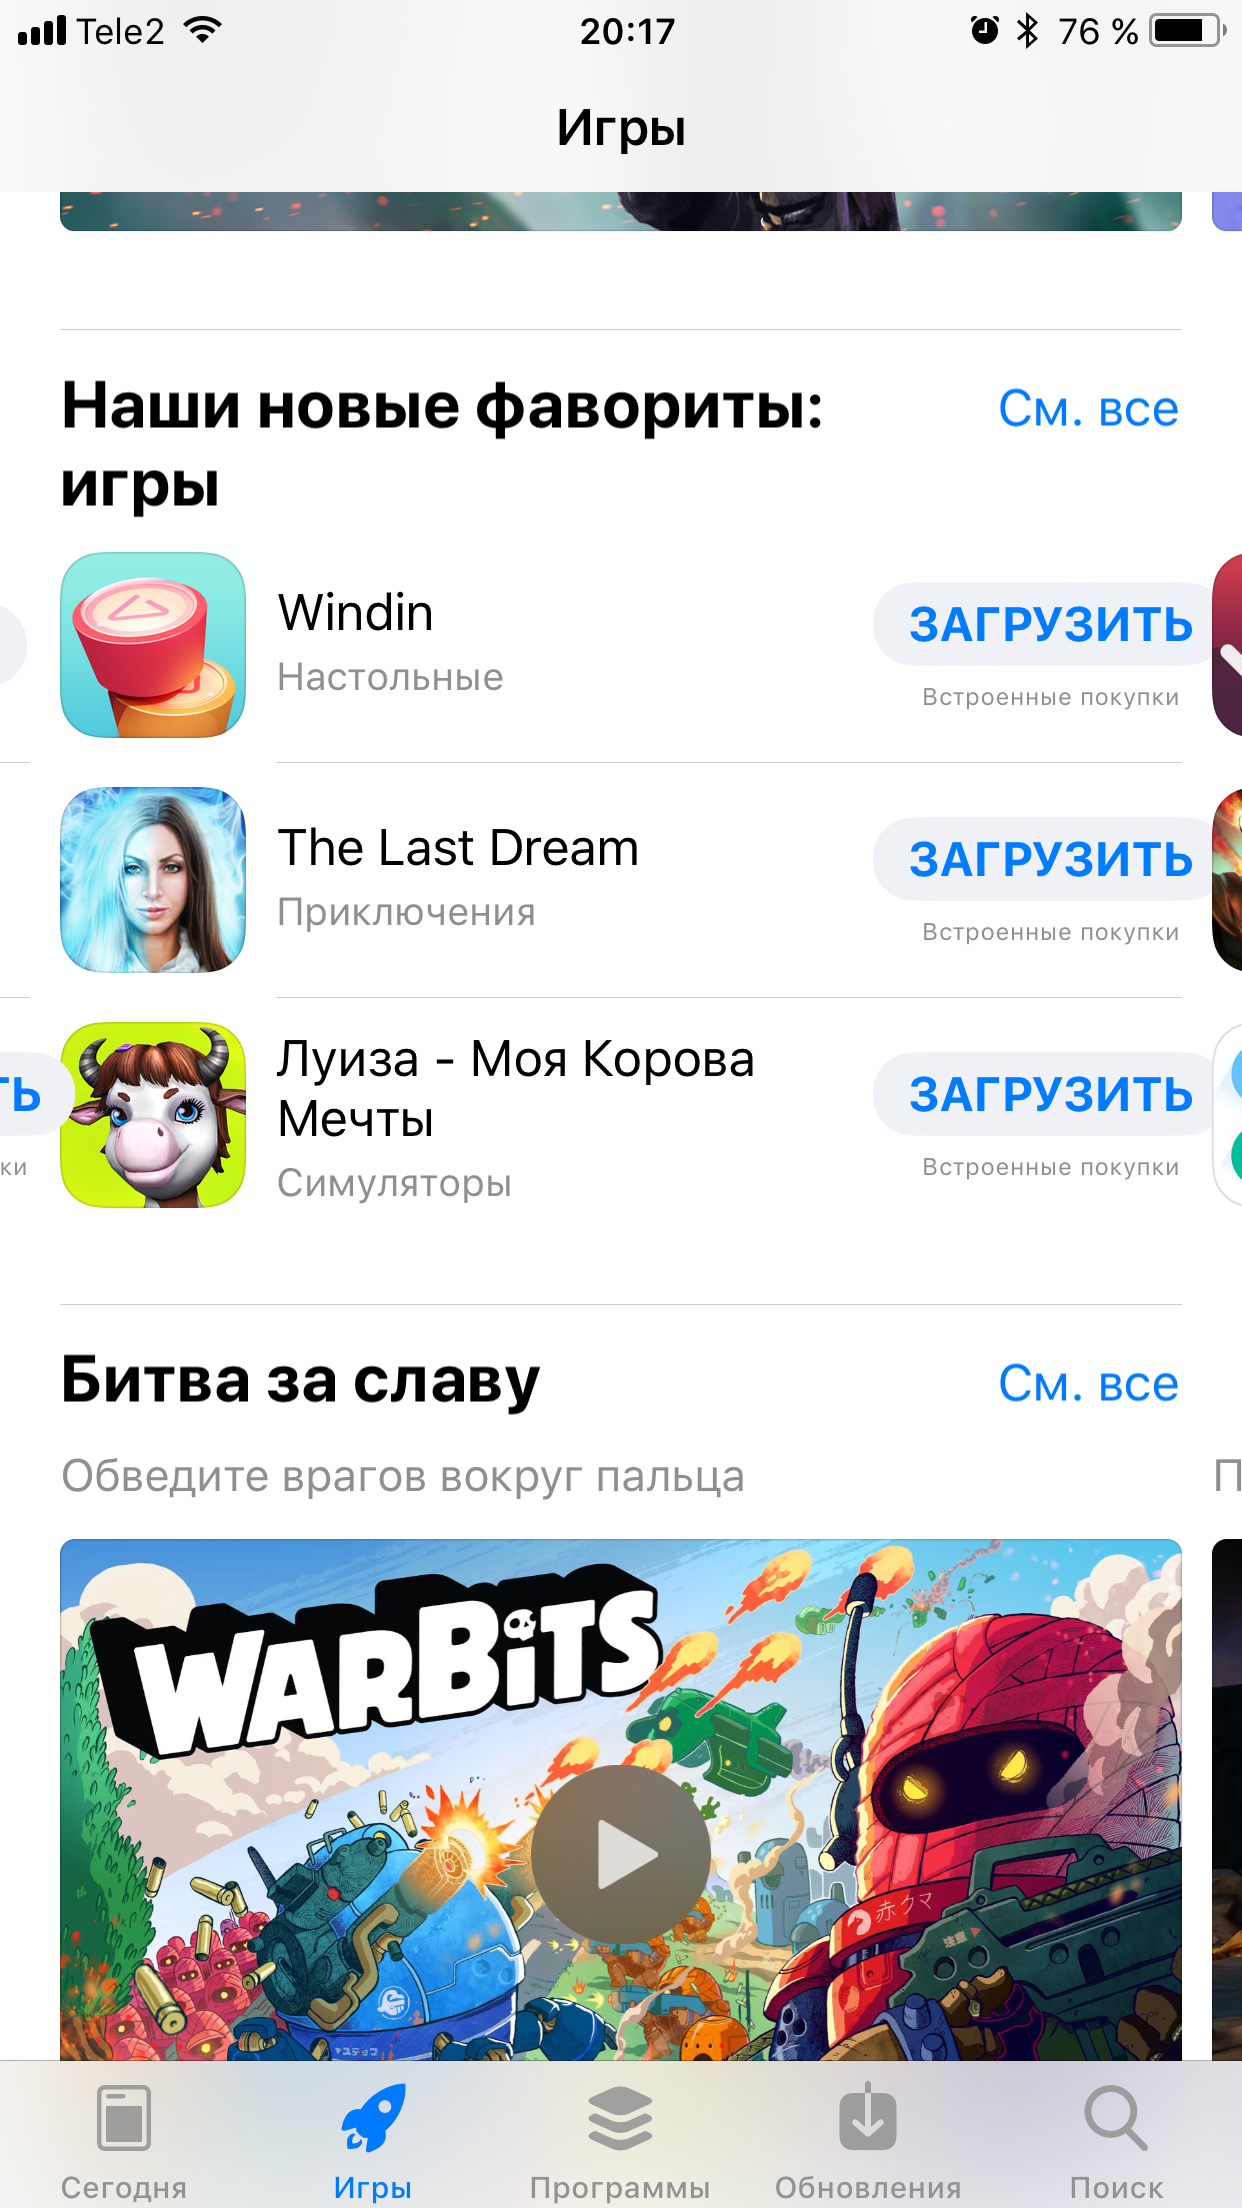 Tele2 20:17 76 %
Игры
Наши новые фавориты: См. все
игры
Windin
Настольные
ЗАГРУЗИТЬ
Встроенные покупки
The Last Dream
Приключения
ЗАГРУЗИТЬ
Встроенные покупки
ТЬ
ки
Луиза - Моя Корова
Мечты
Симуляторы
ЗАГРУЗИТЬ
Встроенные покупки
Битва за славу См. все
Обведите врагов вокруг пальца
П
WARBITS
赤クマ
注意
Сегодня Игры Программы Обновления Поиск